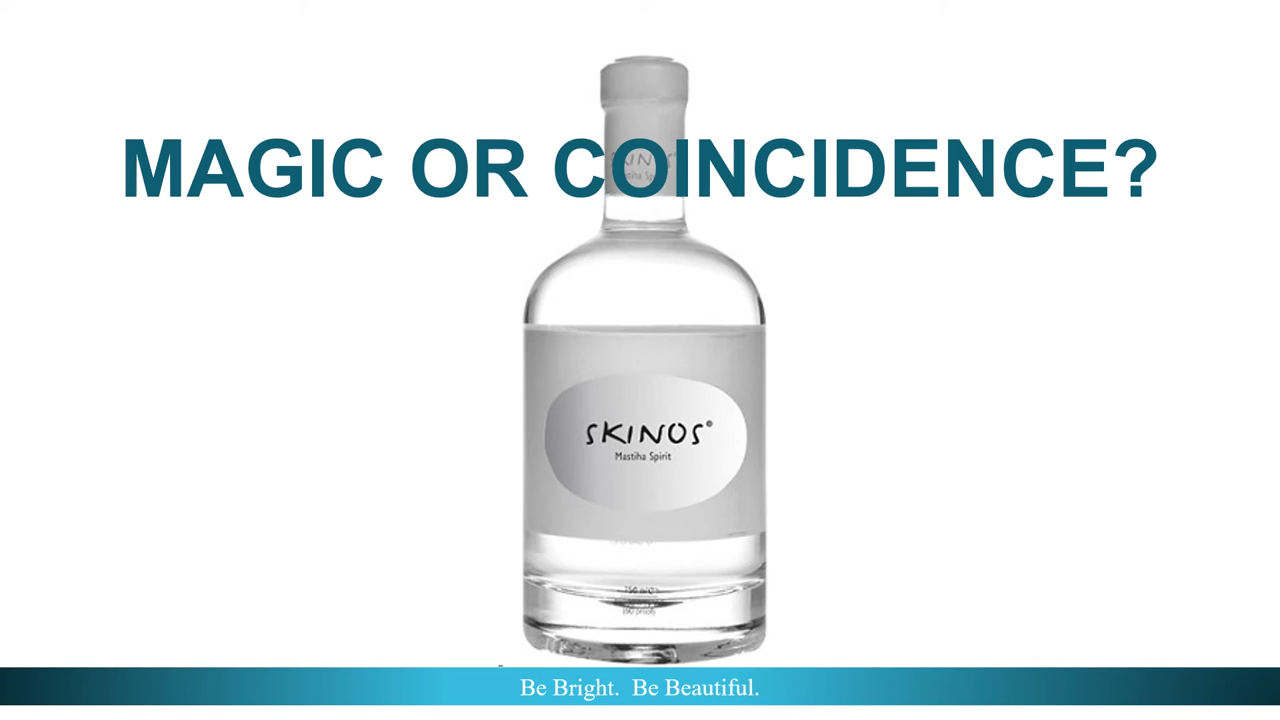 MAGIC OR COINCIDENCE?
SKINOS®
Mastiha Spirit
Be Bright.  Be Beautiful.